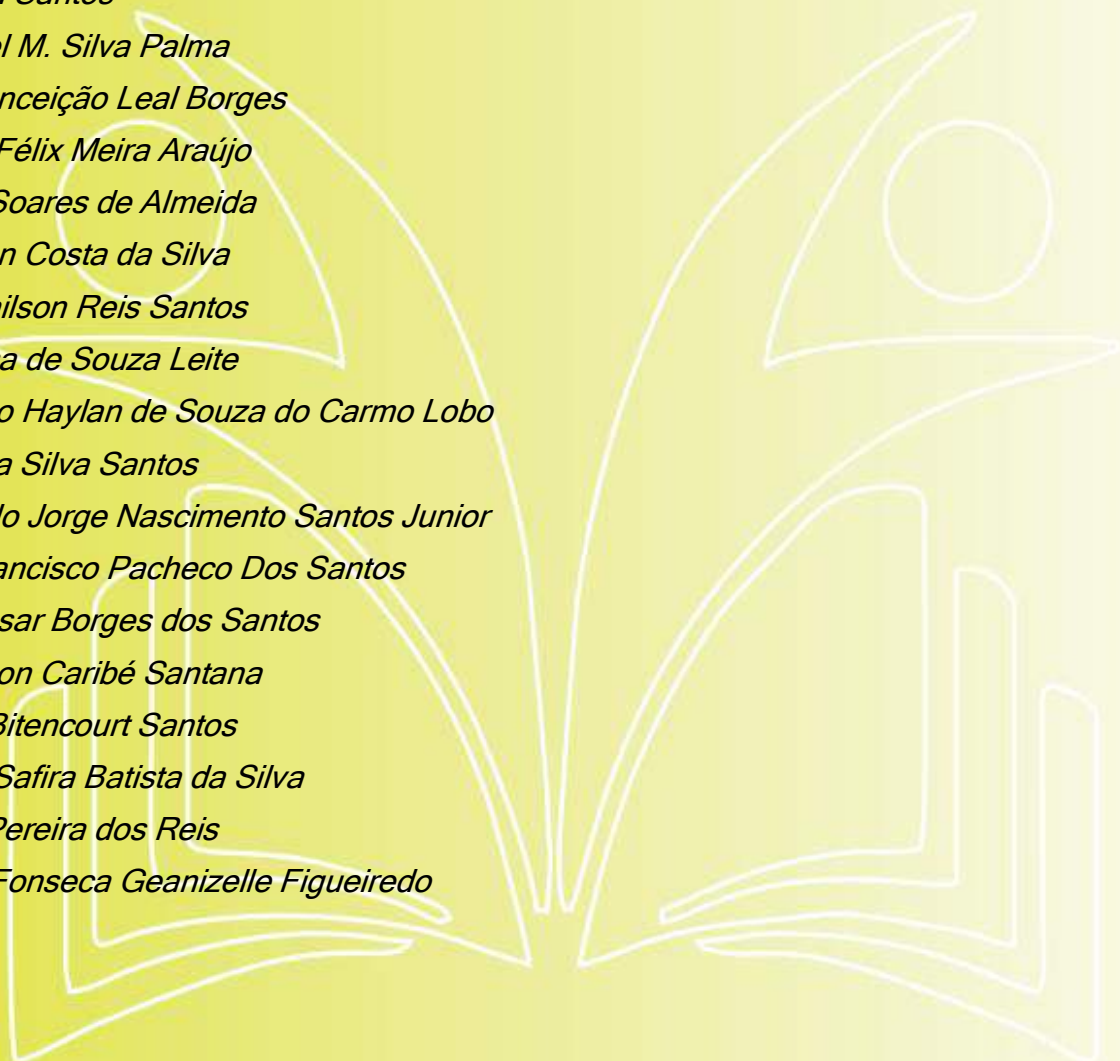 Santos
l M. Silva Palma
nceição Leal Borges
Félix Meira Araújo
Soares de Almeida
n Costa da Silva
ilson Reis Santos
a de Souza Leite
o Haylan de Souza do Carmo Lobo
a Silva Santos
lo Jorge Nascimento Santos Junior
ancisco Pacheco Dos Santos
sar Borges dos Santos
on Caribé Santana
Bitencourt Santos
Safira Batista da Silva
Pereira dos Reis
Fonseca Geanizelle Figueiredo